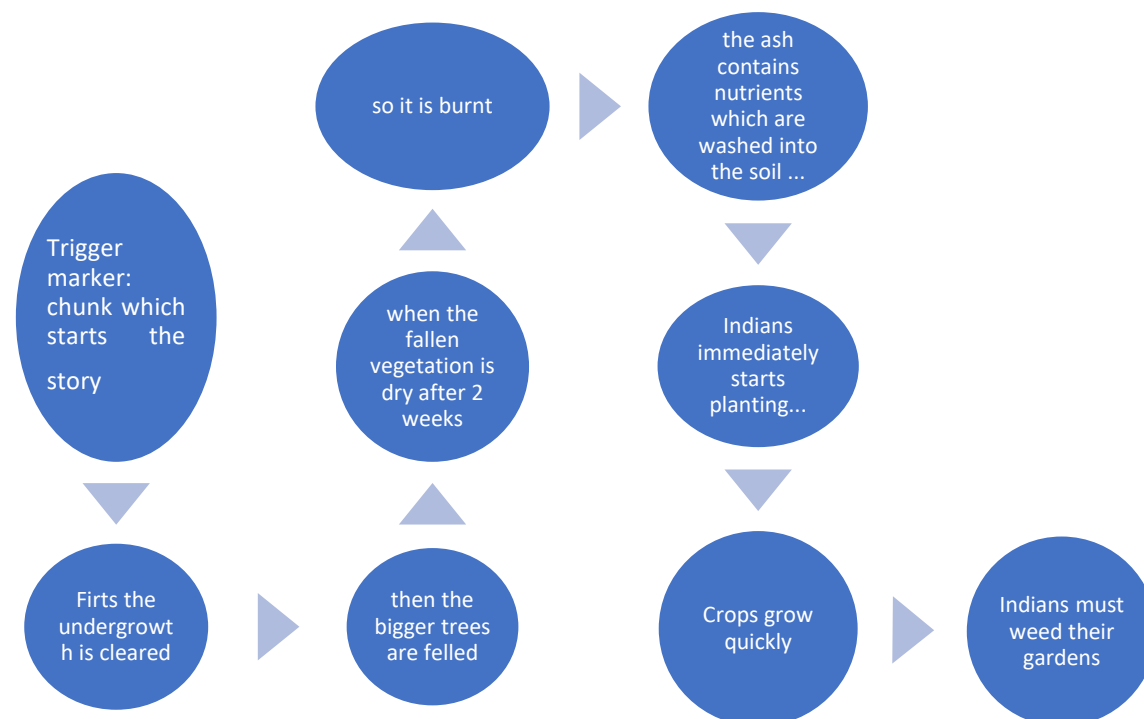 Trigger
marker:
chunk which
starts the
story
Firts the
undergrowt
h is cleared
then the
bigger trees
are felled
when the
fallen
vegetation is
dry after 2
weeks
so it is burnt
the ash
contains
nutrients
which are
washed into
the soil ...
Indians
immediately
starts
planting...
Crops grow
quickly
Indians must
weed their
gardens